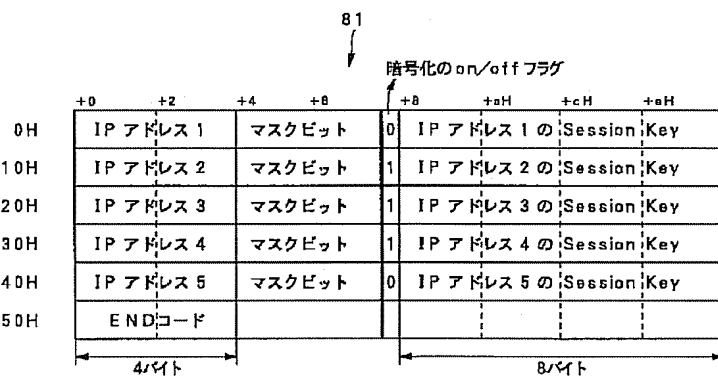 81
暗号化のon/offフラグ
+0 +2 +4 +6 +8 +aH +cH +eH
0H IP アドレス 1 マスクビット 0 IP アドレス 1 の Session Key
10H IP アドレス 2 マスクビット 1 IP アドレス 2 の Session Key
20H IP アドレス 3 マスクビット 1 IP アドレス 3 の Session Key
30H IP アドレス 4 マスクビット 1 IP アドレス 4 の Session Key
40H IP アドレス 5 マスクビット 0 IP アドレス 5 の Session Key
50H ENDコード
4バイト 8バイト